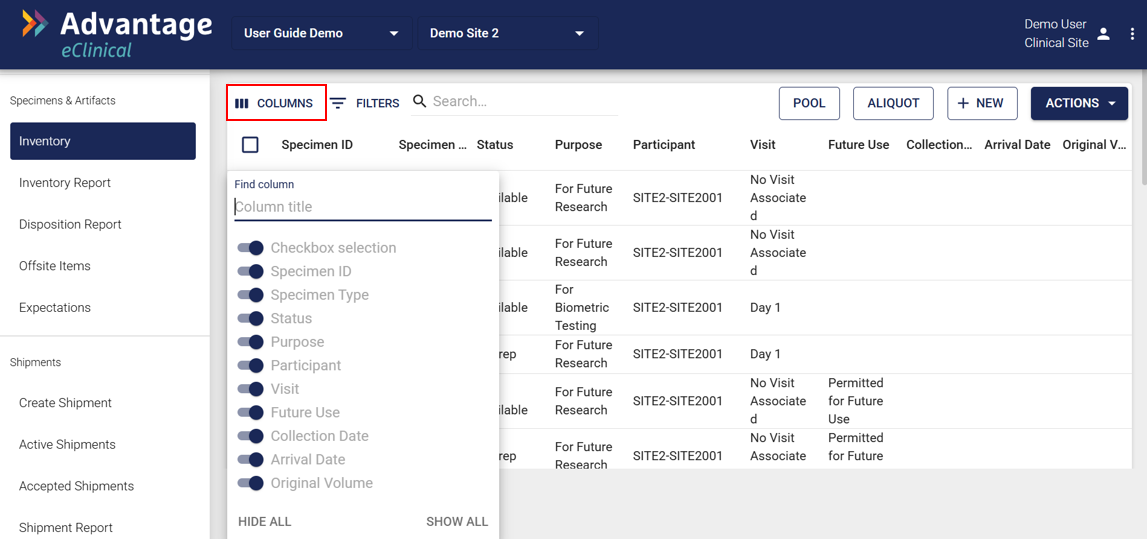 Advantage
eClinical
User Guide Demo
Demo Site 2
Demo User
Clinical Site
Specimens & Artifacts
Inventory
Inventory Report
Disposition Report
Offsite Items
Expectations
Shipments
Create Shipment
Active Shipments
Accepted Shipments
Shipment Report
COLUMNS
FILTERS
Search...
POOL
ALIQUOT
+ NEW
ACTIONS
Specimen ID Specimen ... Status Purpose Participant Visit Future Use Collection... Arrival Date Original V...
Find column
Column title
Checkbox selection
Specimen ID
Specimen Type
Status
Purpose
Participant
Visit
Future Use
Collection Date
Arrival Date
Original Volume
HIDE ALL
SHOW ALL
ilable
For Future
Research
SITE2-SITE2001
No Visit
Associate
d
ilable
For Future
Research
SITE2-SITE2001
No Visit
Associate
d
ilable
For
Biometric
Testing
SITE2-SITE2001
Day 1
rep
For Future
Research
SITE2-SITE2001
Day 1
ilable
For Future
Research
SITE2-SITE2001
No Visit
Associate
d
Permitted
for Future
Use
rep
For Future
Research
SITE2-SITE2001
No Visit
Associate
Permitted
for Future